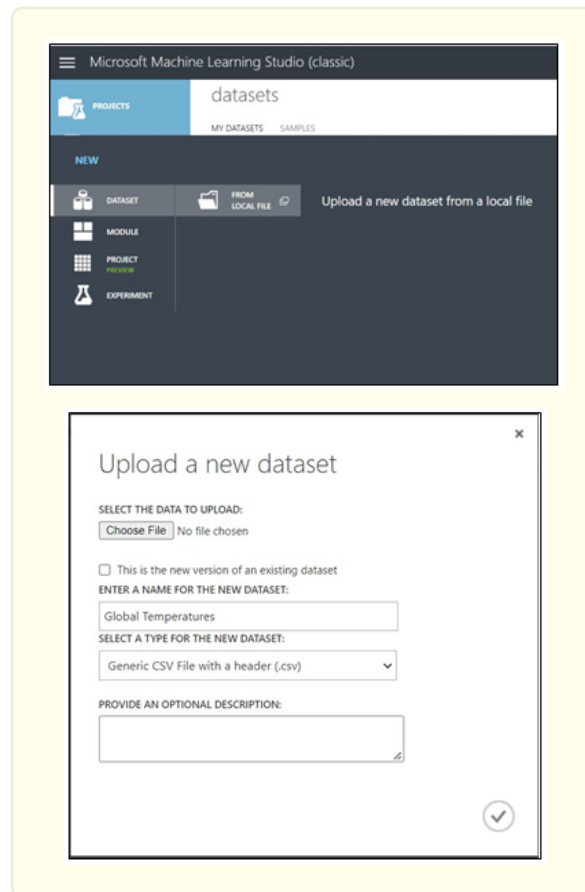 Microsoft Machine Learning Studio (classic)
PROJECTS
datasets
MY DATASETS SAMPLES
NEW
DATASET
FROM
LOCAL FILE
Upload a new dataset from a local file
MODULE
PROJECT
PREVIEW
EXPERIMENT
Upload a new dataset
SELECT THE DATA TO UPLOAD:
Choose File No file chosen
This is the new version of an existing dataset
ENTER A NAME FOR THE NEW DATASET:
Global Temperatures
SELECT A TYPE FOR THE NEW DATASET:
Generic CSV File with a header (.csv)
PROVIDE AN OPTIONAL DESCRIPTION: